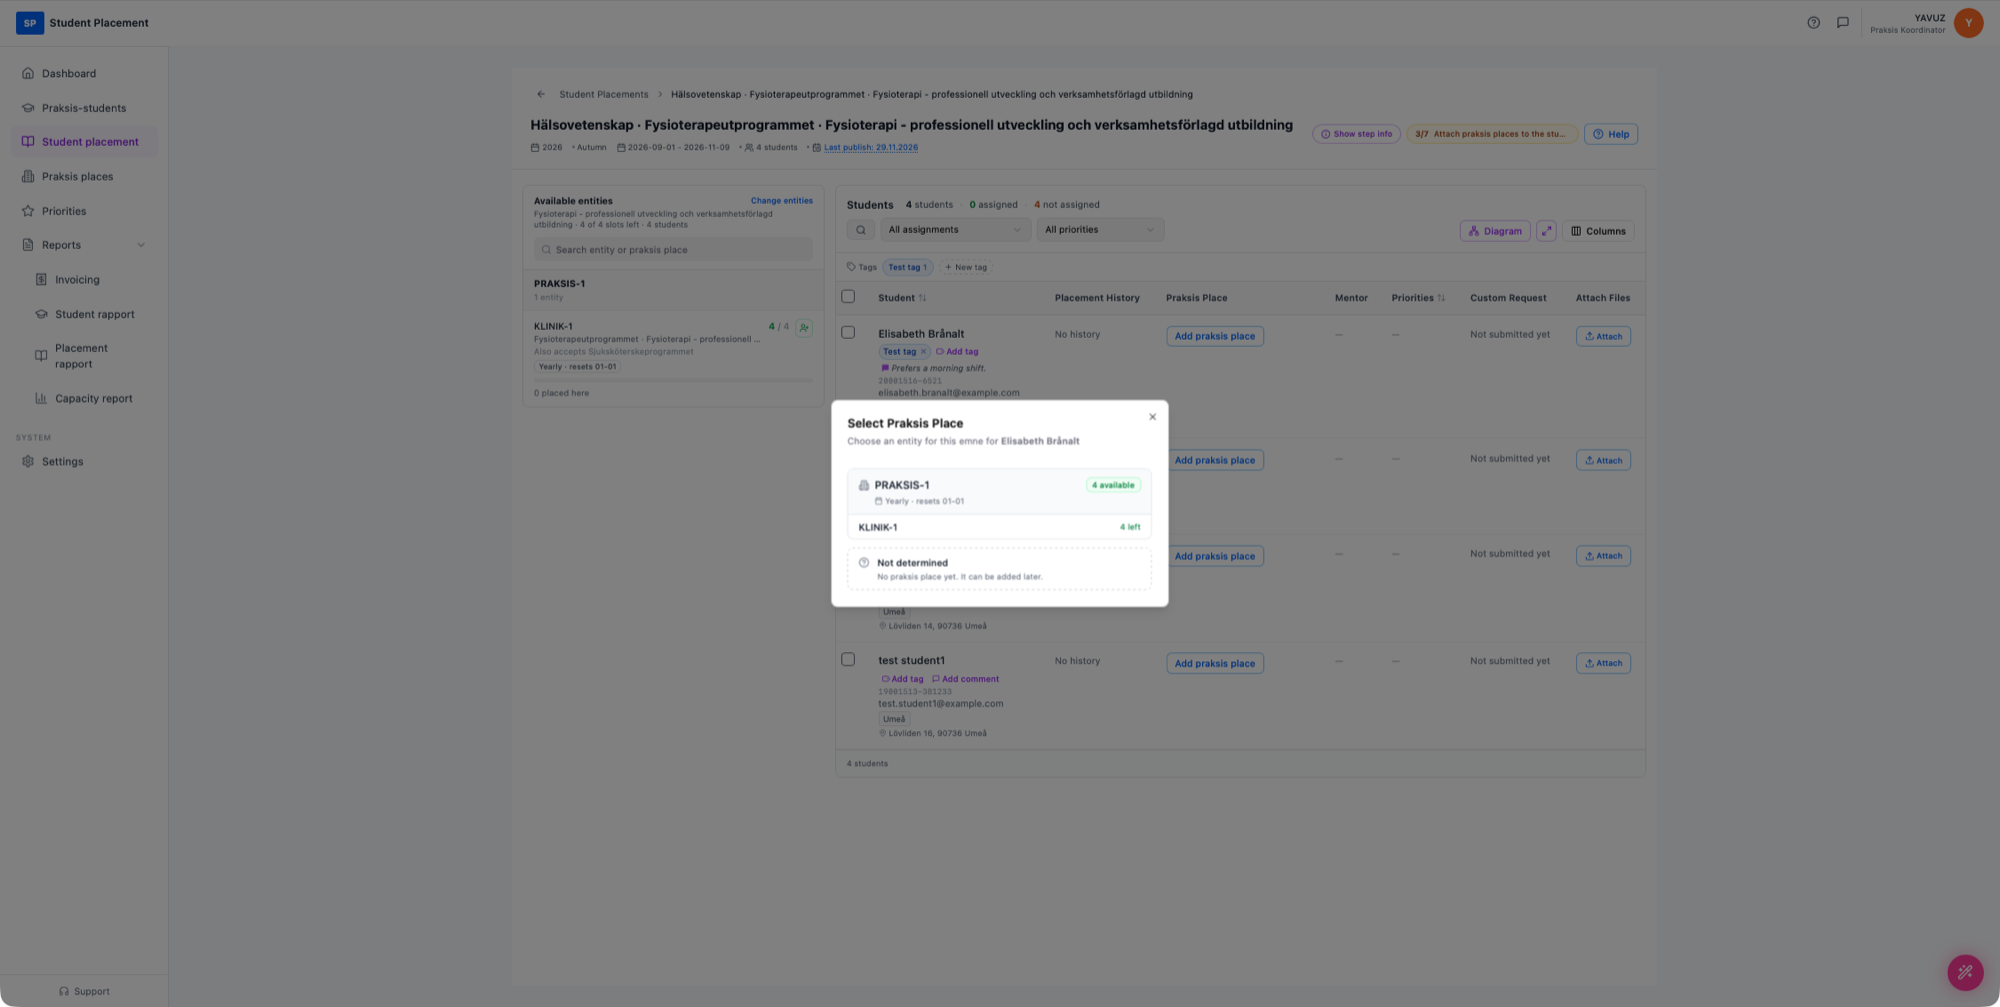 SP Student Placement
YAVUZ
Praksis Koordinator
Y
Dashboard
Praksis-students
Student placement
Praksis places
Priorities
Reports
Invoicing
Student rapport
Placement
rapport
Capacity report
SYSTEM
Settings
Support
Student Placements > Hälsovetenskap · Fysioterapeutprogrammet · Fysioterapi - professionell utveckling och verksamhetsförlagd utbildning
Hälsovetenskap · Fysioterapeutprogrammet · Fysioterapi - professionell utveckling och verksamhetsförlagd utbildning
2026 • Autumn 2026-09-01 - 2026-11-09 • 4 students • Last publish: 29.11.2026
Show step info
3/7 Attach praksis places to the stu...
Help
Available entities Change entities
Fysioterapi - professionell utveckling och verksamhetsförlagd
utbildning · 4 of 4 slots left · 4 students
Search entity or praksis place
PRAKSIS-1
1 entity
KLINIK-1 4 / 4
Fysioterapeutprogrammet · Fysioterapi - professionell ...
Also accepts Sjuksköterskeprogrammet
Yearly · resets 01-01
0 placed here
Students 4 students · 0 assigned · 4 not assigned
All assignments All priorities
Diagram Columns
Tags Test tag 1 + New tag
Student Placement History Praksis Place Mentor Priorities Custom Request Attach Files
Elisabeth Brånalt No history Add praksis place — — Not submitted yet Attach
Test tag × Add tag
Prefers a morning shift.
20001516-6521
elisabeth.branalt@example.com
Add praksis place — — Not submitted yet Attach
Add praksis place — — Not submitted yet Attach
Umeå
Lövliden 14, 90736 Umeå
test student1 No history Add praksis place — — Not submitted yet Attach
Add tag Add comment
19001513-381233
test.student1@example.com
Umeå
Lövliden 16, 90736 Umeå
4 students
Select Praksis Place
Choose an entity for this emne for Elisabeth Brånalt
PRAKSIS-1 4 available
Yearly · resets 01-01
KLINIK-1 4 left
Not determined
No praksis place yet. It can be added later.